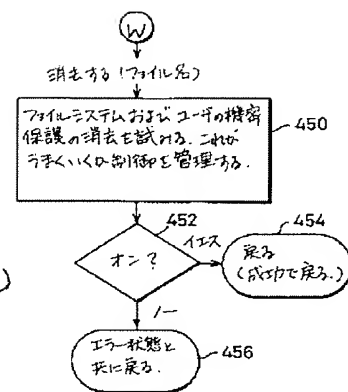 W
消去する(ファイル名)
ファイルシステムおよびユーザの機密
保護の消去を試みる.これが
うまくいくか制御を管理する.
450
452
454
オン?
イエス
戻る
(成功で戻る.)
ノー
エラー状態と
共に戻る.
456